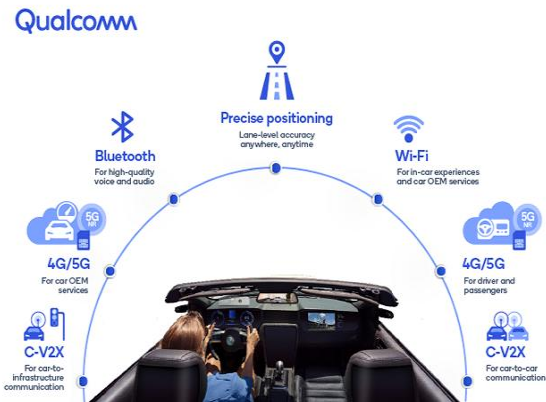 Qualcomm
Precise positioning
Lane-level accuracy
anywhere, anytime
Bluetooth
For high-quality
voice and audio
Wi-Fi
For in-car experiences
and car OEM services
5G
NR
4G/5G
For car OEM
services
5G
NR
4G/5G
For driver and
passengers
C-V2X
For car-to-
infrastructure
communication
C-V2X
For car-to-car
communication